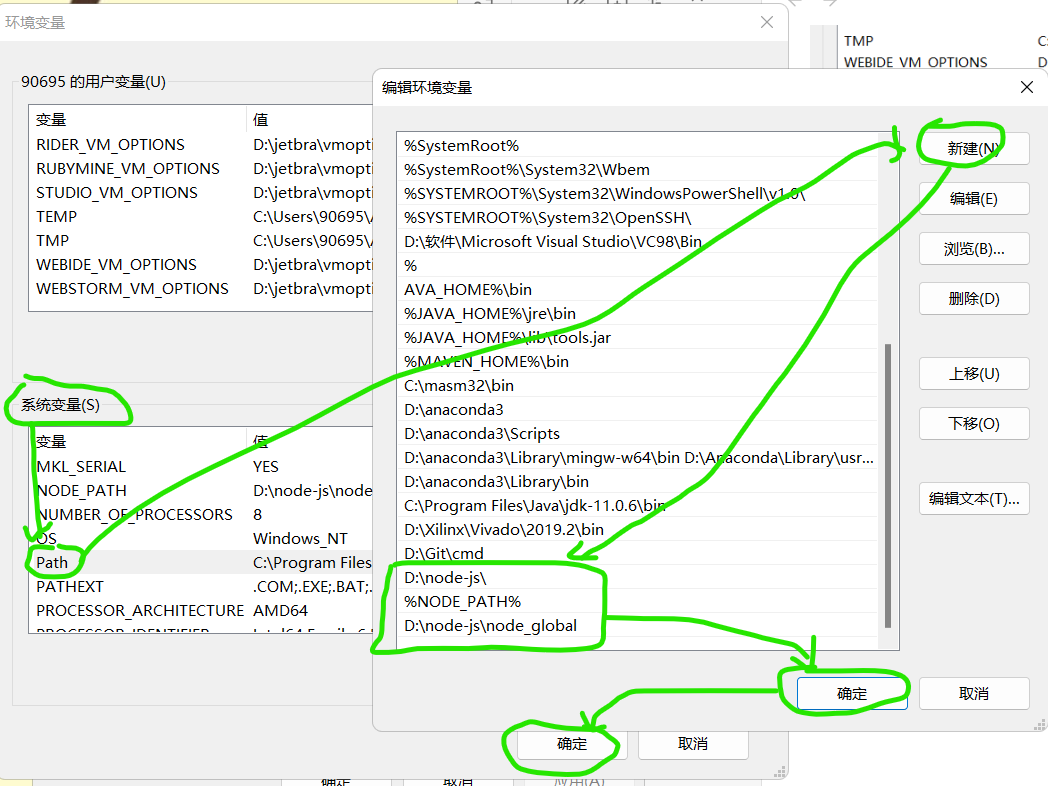 环境变量
TMP
C:
WEBIDE_VM_OPTIONS
D
90695 的用户变量(U)
变量 值
RIDER_VM_OPTIONS D:\jetbra\vmopti
RUBYMINE_VM_OPTIONS D:\jetbra\vmopti
STUDIO_VM_OPTIONS D:\jetbra\vmopti
TEMP C:\Users\90695\
TMP C:\Users\90695\
WEBIDE_VM_OPTIONS D:\jetbra\vmopti
WEBSTORM_VM_OPTIONS D:\jetbra\vmopti
系统变量(S)
变量 值
MKL_SERIAL YES
NODE_PATH D:\node-js\node
NUMBER_OF_PROCESSORS 8
OS Windows_NT
Path C:\Program Files
PATHEXT .COM;.EXE;.BAT;.
PROCESSOR_ARCHITECTURE AMD64
编辑环境变量
%SystemRoot%
%SystemRoot%\System32\Wbem
%SYSTEMROOT%\System32\WindowsPowerShell\v1.0\
%SYSTEMROOT%\System32\OpenSSH\
D:\软件\Microsoft Visual Studio\VC98\Bin
%
AVA_HOME%\bin
%JAVA_HOME%\jre\bin
%JAVA_HOME%\lib\tools.jar
%MAVEN_HOME%\bin
C:\masm32\bin
D:\anaconda3
D:\anaconda3\Scripts
D:\anaconda3\Library\mingw-w64\bin D:\Anaconda\Library\usr...
D:\anaconda3\Library\bin
C:\Program Files\Java\jdk-11.0.6\bin
D:\Xilinx\Vivado\2019.2\bin
D:\Git\cmd
D:\node-js\
%NODE_PATH%
D:\node-js\node_global
新建(N)
编辑(E)
浏览(B)...
删除(D)
上移(U)
下移(O)
编辑文本(T)...
确定 取消
确定 取消
确定 取消 应用(A)